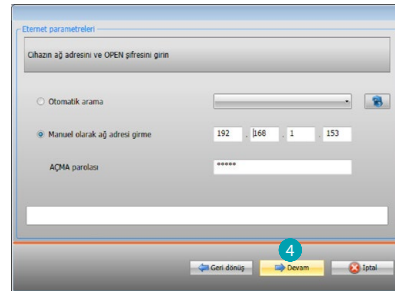 Eternet parametreleri
Cihazın ağ adresini ve OPEN şifresini girin
Otomatik arama
Manuel olarak ağ adresi girme 192 . 168 . 1 . 153
AÇMA parolası *****
4
Geri dönüş Devam İptal